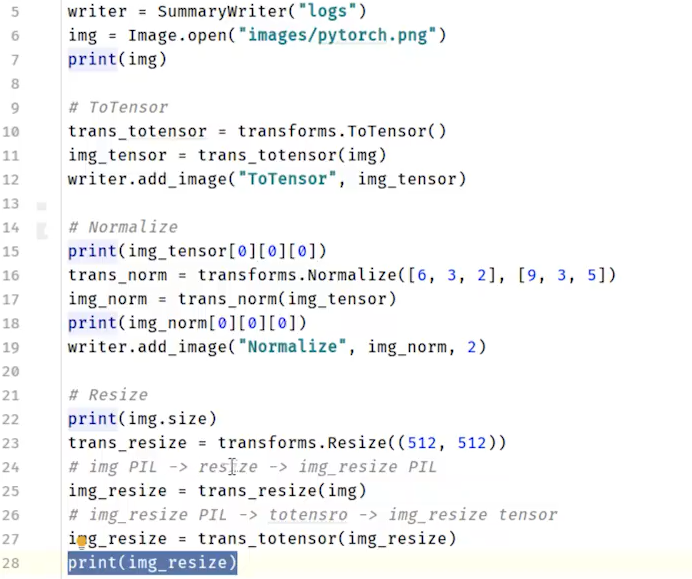 5 writer = SummaryWriter("logs")
6 img = Image.open("images/pytorch.png")
7 print(img)
8
9 # ToTensor
10 trans_totensor = transforms.ToTensor()
11 img_tensor = trans_totensor(img)
12 writer.add_image("ToTensor", img_tensor)
13
14 # Normalize
15 print(img_tensor[0][0][0])
16 trans_norm = transforms.Normalize([6, 3, 2], [9, 3, 5])
17 img_norm = trans_norm(img_tensor)
18 print(img_norm[0][0][0])
19 writer.add_image("Normalize", img_norm, 2)
20
21 # Resize
22 print(img.size)
23 trans_resize = transforms.Resize((512, 512))
24 # img PIL -> resize -> img_resize PIL
25 img_resize = trans_resize(img)
26 # img_resize PIL -> totensro -> img_resize tensor
27 img_resize = trans_totensor(img_resize)
28 print(img_resize)